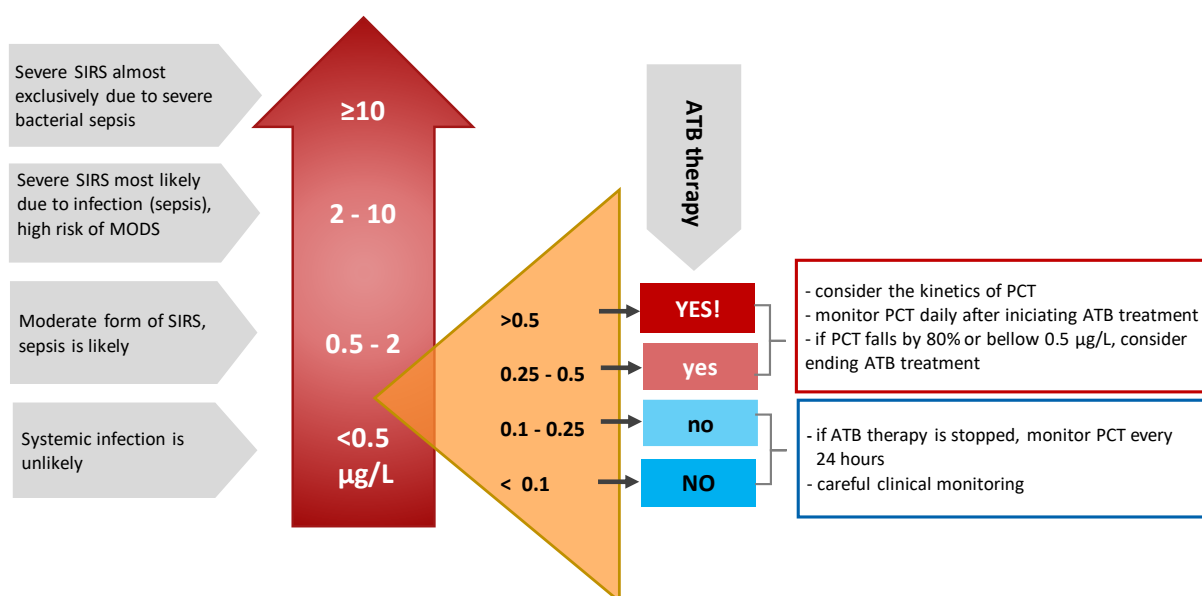 Severe SIRS almost
exclusively due to severe
bacterial sepsis
Severe SIRS most likely
due to infection (sepsis),
high risk of MODS
Moderate form of SIRS,
sepsis is likely
Systemic infection is
unlikely
≥10
2 - 10
0.5 - 2
<0.5
µg/L
>0.5
0.25 - 0.5
0.1 - 0.25
< 0.1
ATB therapy
YES!
yes
no
NO
- consider the kinetics of PCT
- monitor PCT daily after iniciating ATB treatment
- if PCT falls by 80% or bellow 0.5 µg/L, consider
ending ATB treatment
- if ATB therapy is stopped, monitor PCT every
24 hours
- careful clinical monitoring